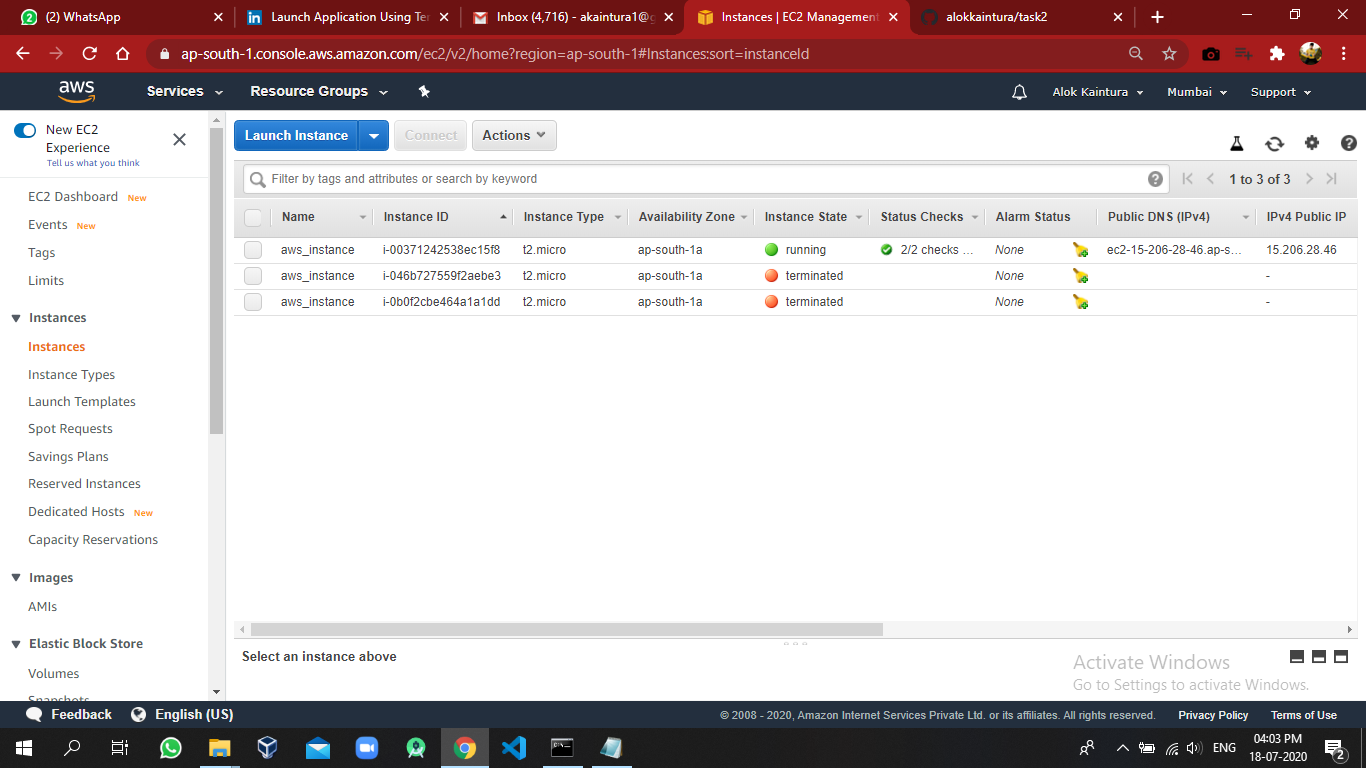 (2) WhatsApp
Launch Application Using Ter
Inbox (4,716) - akaintura1@g
Instances | EC2 Management
alokkaintura/task2
ap-south-1.console.aws.amazon.com/ec2/v2/home?region=ap-south-1#Instances:sort=instanceId
aws Services Resource Groups Alok Kaintura Mumbai Support
New EC2
Experience
Tell us what you think
EC2 Dashboard New
Events New
Tags
Limits
Instances
Instances
Instance Types
Launch Templates
Spot Requests
Savings Plans
Reserved Instances
Dedicated Hosts New
Capacity Reservations
Images
AMIs
Elastic Block Store
Volumes
Snapshots
Launch Instance Connect Actions
Filter by tags and attributes or search by keyword 1 to 3 of 3
Name Instance ID Instance Type Availability Zone Instance State Status Checks Alarm Status Public DNS (IPv4) IPv4 Public IP
aws_instance i-00371242538ec15f8 t2.micro ap-south-1a running 2/2 checks ... None ec2-15-206-28-46.ap-s... 15.206.28.46
aws_instance i-046b727559f2aebe3 t2.micro ap-south-1a terminated None -
aws_instance i-0b0f2cbe464a1a1dd t2.micro ap-south-1a terminated None -
Select an instance above
Activate Windows
Go to Settings to activate Windows.
Feedback English (US) © 2008 - 2020, Amazon Internet Services Private Ltd. or its affiliates. All rights reserved. Privacy Policy Terms of Use
ENG
04:03 PM
18-07-2020
2